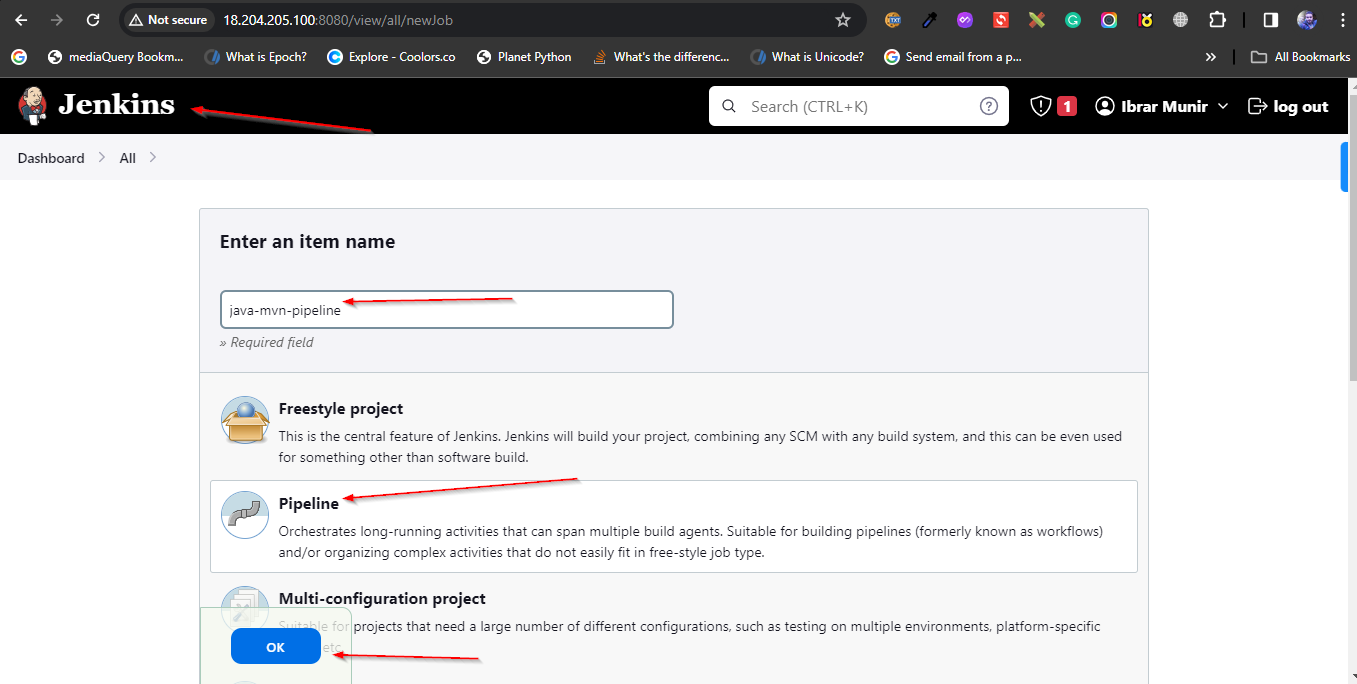 Not secure 18.204.205.100:8080/view/all/newJob
mediaQuery Bookm... What is Epoch? Explore - Coolors.co Planet Python What's the differenc... What is Unicode? Send email from a p... » All Bookmarks
Jenkins Search (CTRL+K) 1 Ibrar Munir log out
Dashboard All
Enter an item name
java-mvn-pipeline
» Required field
Freestyle project
This is the central feature of Jenkins. Jenkins will build your project, combining any SCM with any build system, and this can be even used
for something other than software build.
Pipeline
Orchestrates long-running activities that can span multiple build agents. Suitable for building pipelines (formerly known as workflows)
and/or organizing complex activities that do not easily fit in free-style job type.
Multi-configuration project
Suitable for projects that need a large number of different configurations, such as testing on multiple environments, platform-specific
OK etc.